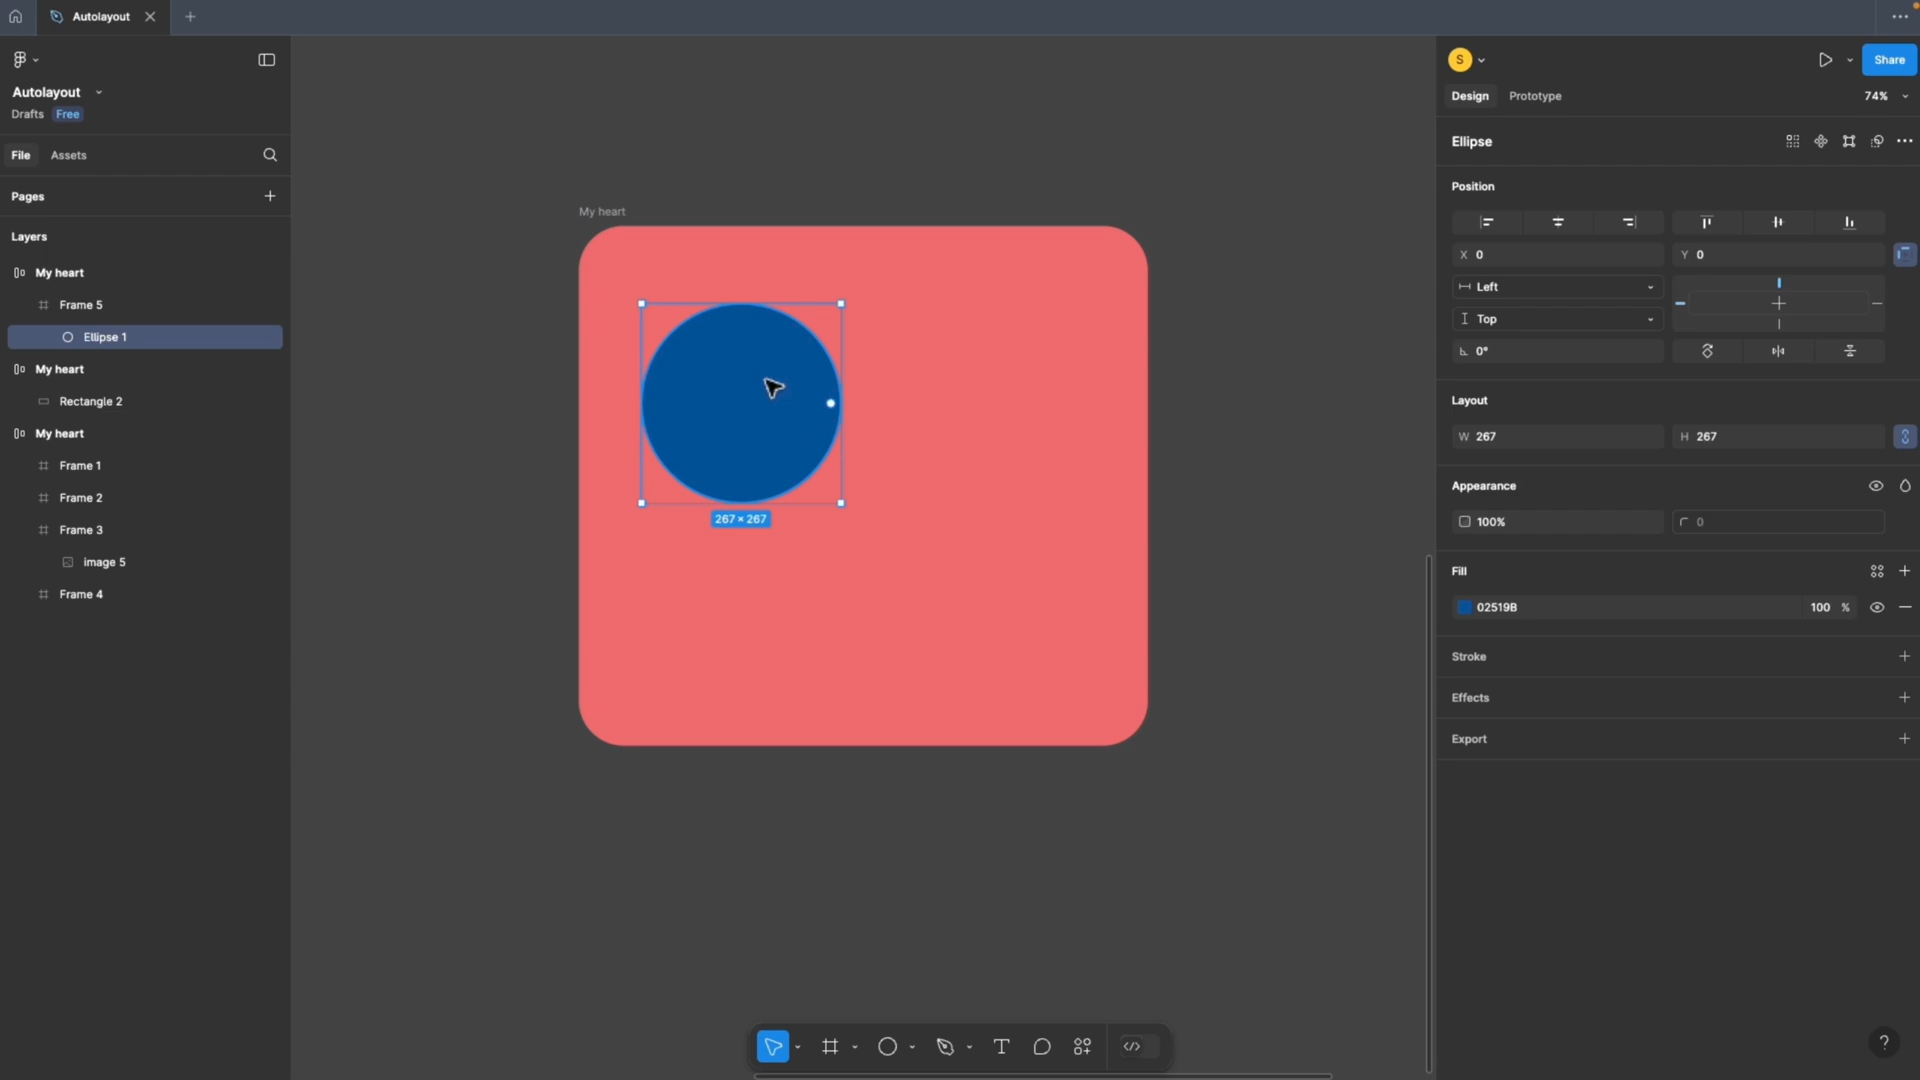 Autolayout
Autolayout
Drafts Free
File Assets
Pages
Layers
My heart
Frame 5
Ellipse 1
My heart
Rectangle 2
My heart
Frame 1
Frame 2
Frame 3
image 5
Frame 4
My heart
267 × 267
S
Share
Design Prototype 74%
Ellipse
Position
X 0 Y 0
Left
Top
0°
Layout
W 267 H 267
Appearance
100% 0
Fill
02519B 100 %
Stroke
Effects
Export
?